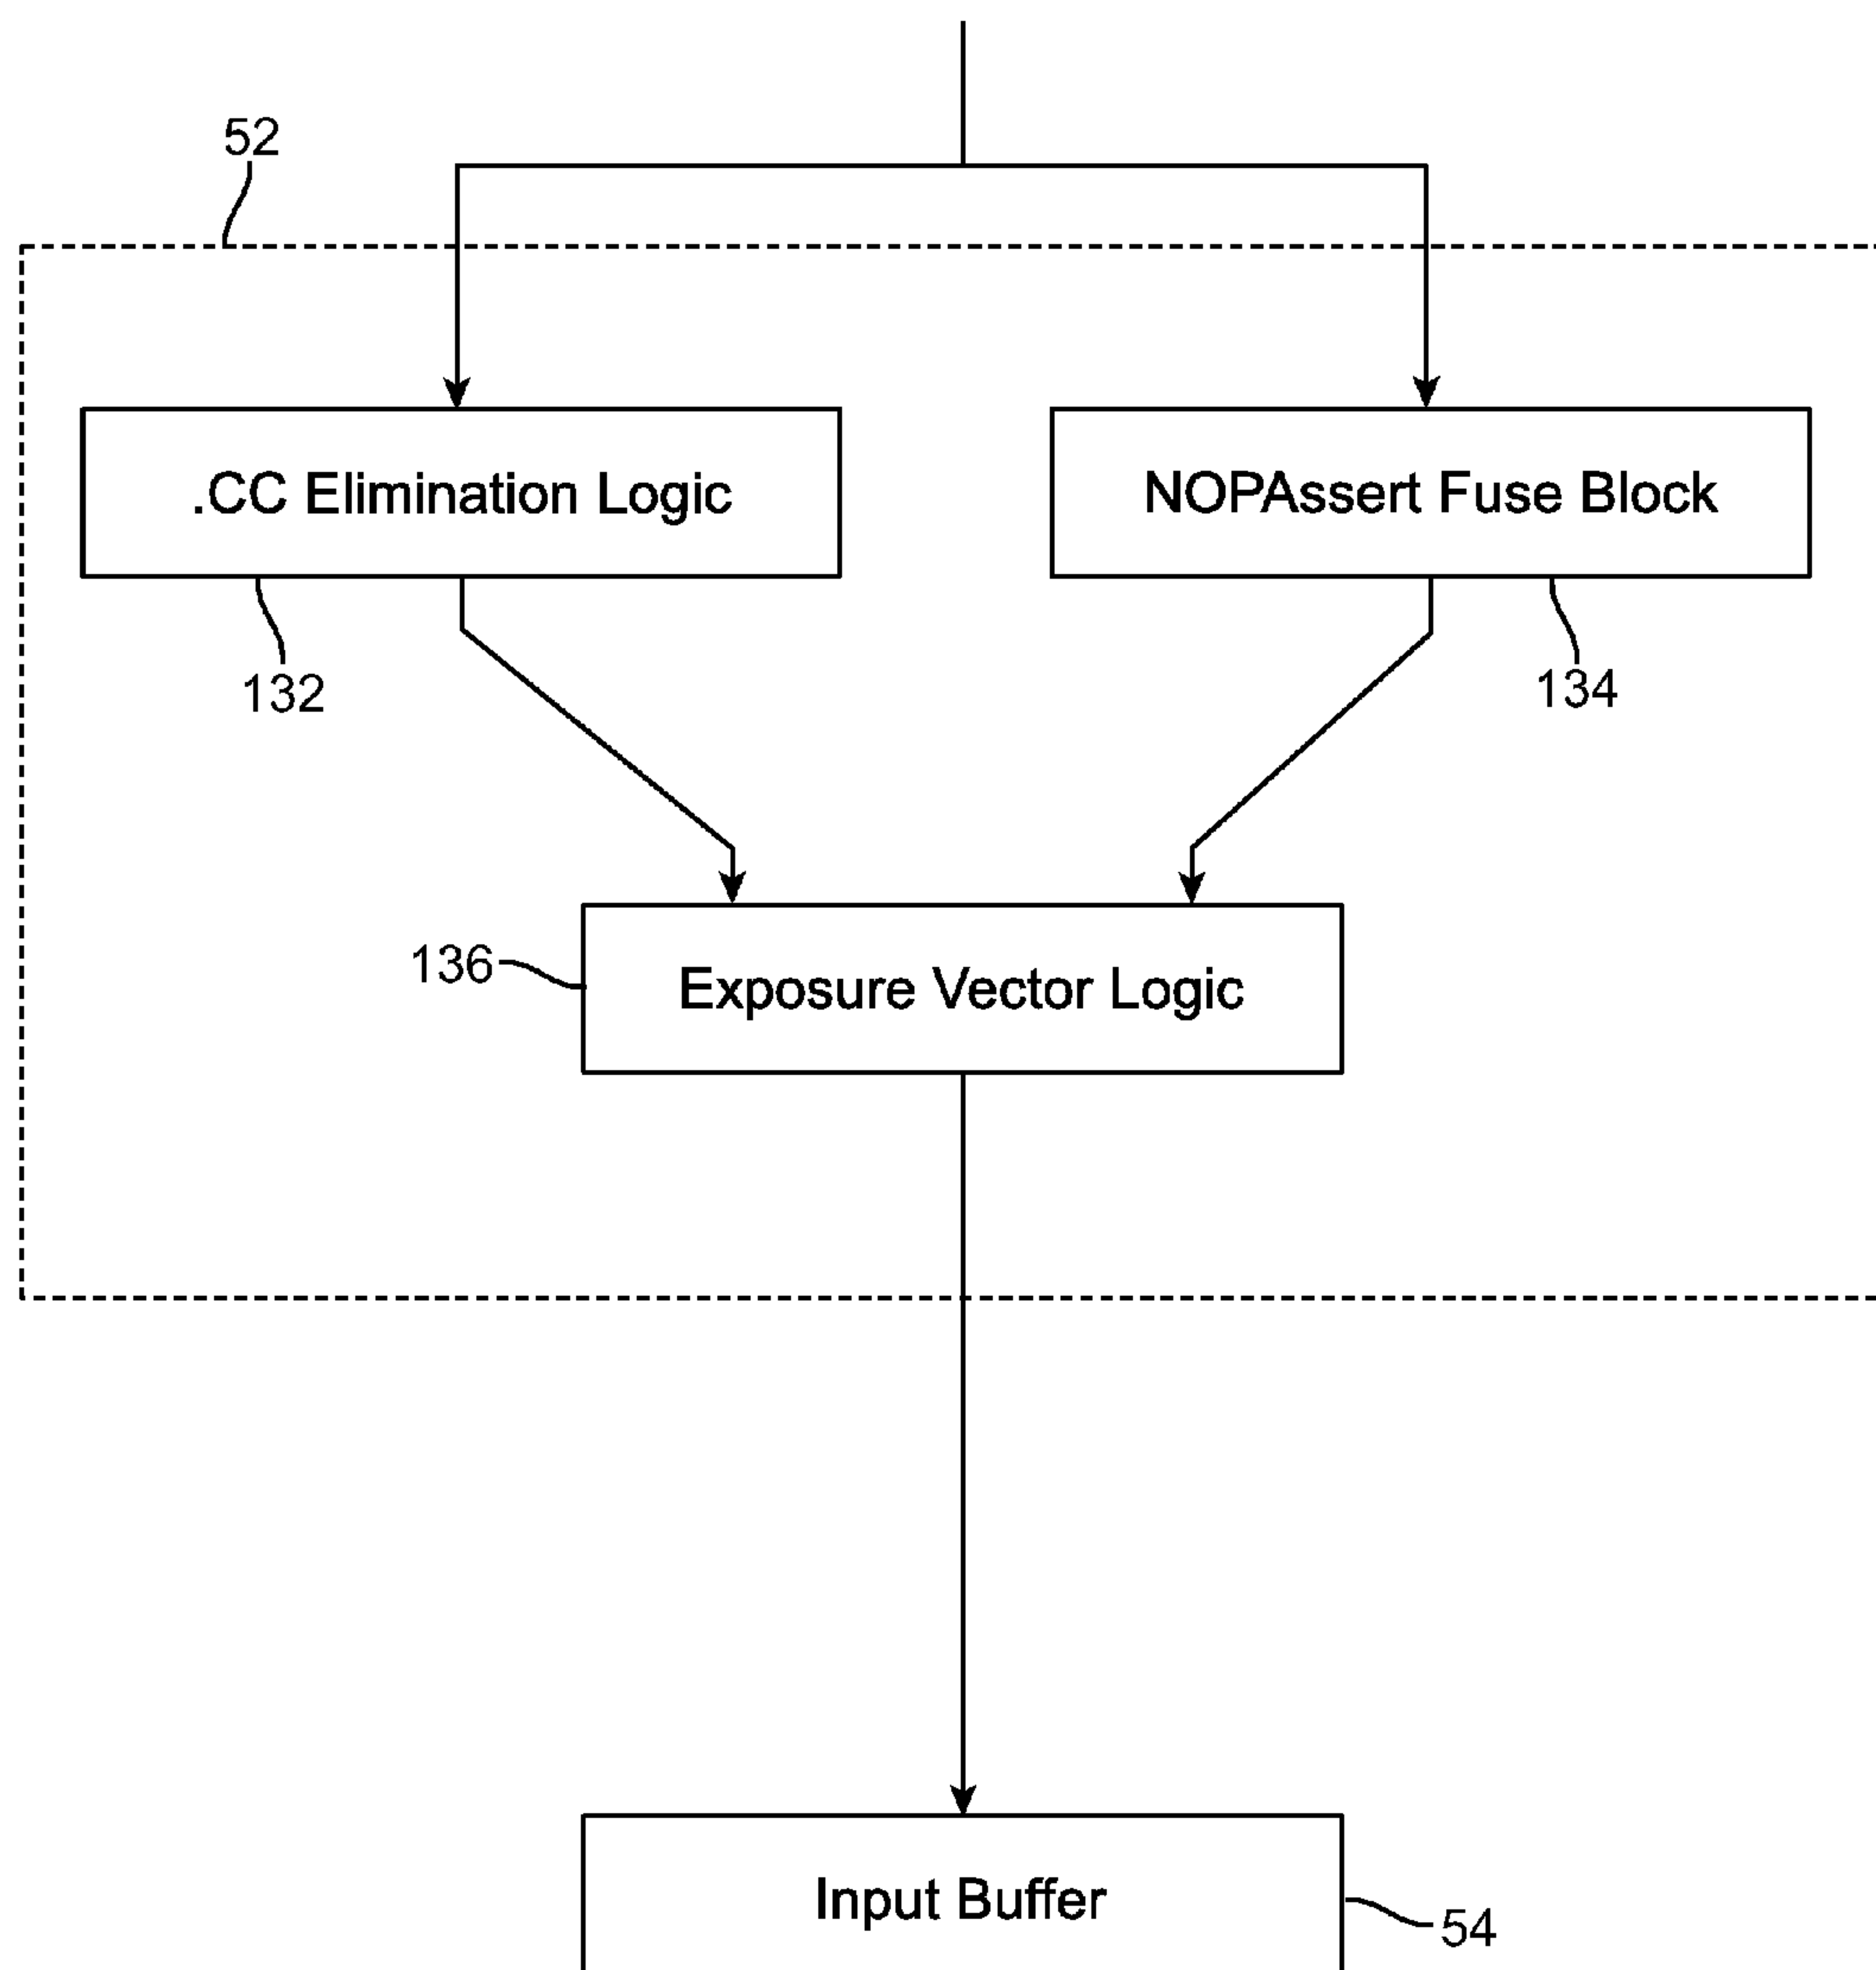 52
.CC Elimination Logic
NOPAssert Fuse Block
132
134
136
Exposure Vector Logic
Input Buffer
54